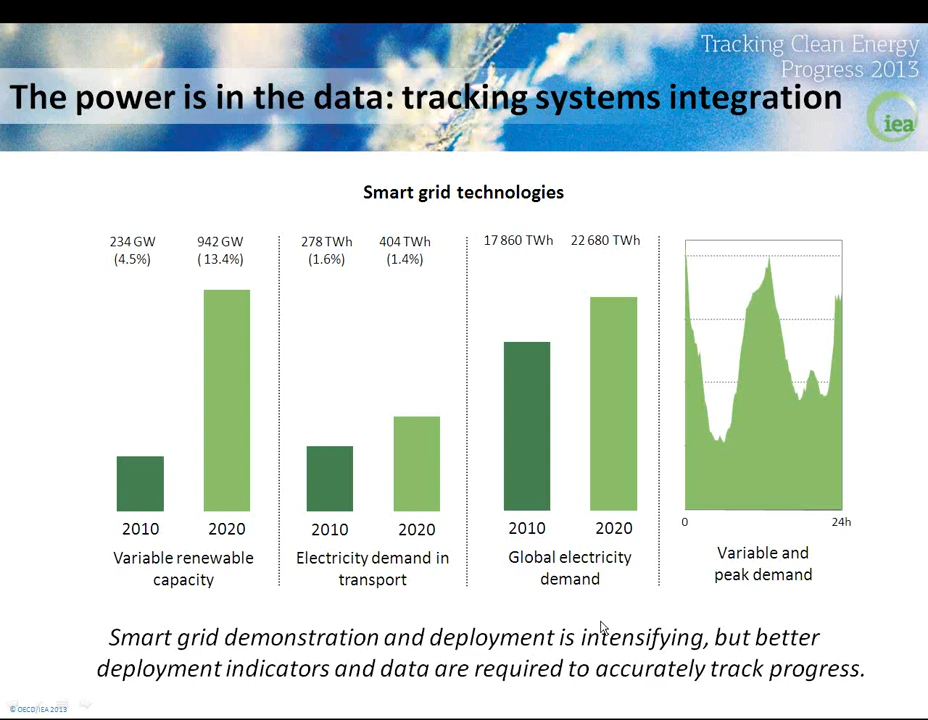 Tracking Clean Energy
Progress 2013
The power is in the data: tracking systems integration
iea
Smart grid technologies
234 GW
(4.5%)
942 GW
( 13.4%)
278 TWh
(1.6%)
404 TWh
(1.4%)
17 860 TWh
22 680 TWh
2010
2020
Variable renewable
capacity
2010
2020
Electricity demand in
transport
2010
2020
Global electricity
demand
0
24h
Variable and
peak demand
Smart grid demonstration and deployment is intensifying, but better
deployment indicators and data are required to accurately track progress.
© OECD/IEA 2013